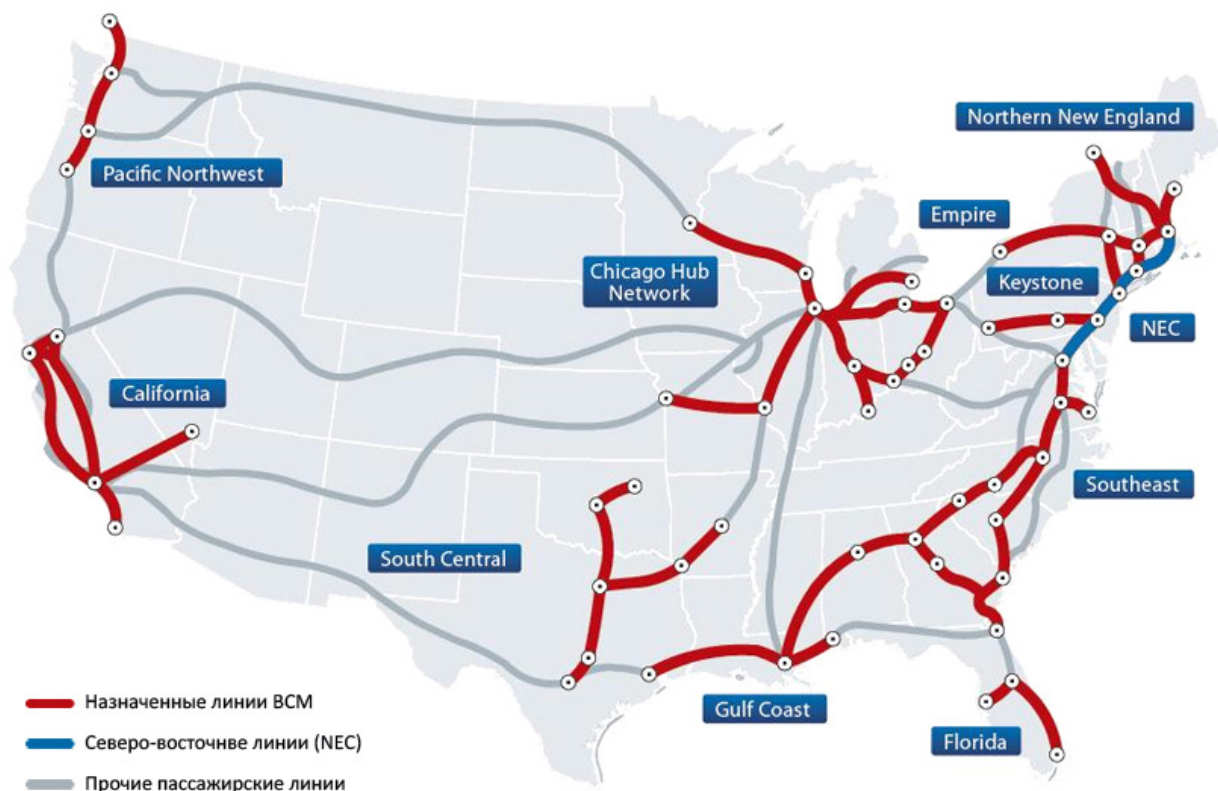 Northern New England
Pacific Northwest
Empire
Chicago Hub
Network
Keystone
NEC
California
Southeast
South Central
Gulf Coast
Florida
Назначенные линии ВСМ
Северо-восточнве линии (NEC)
Прочие пассажирские линии